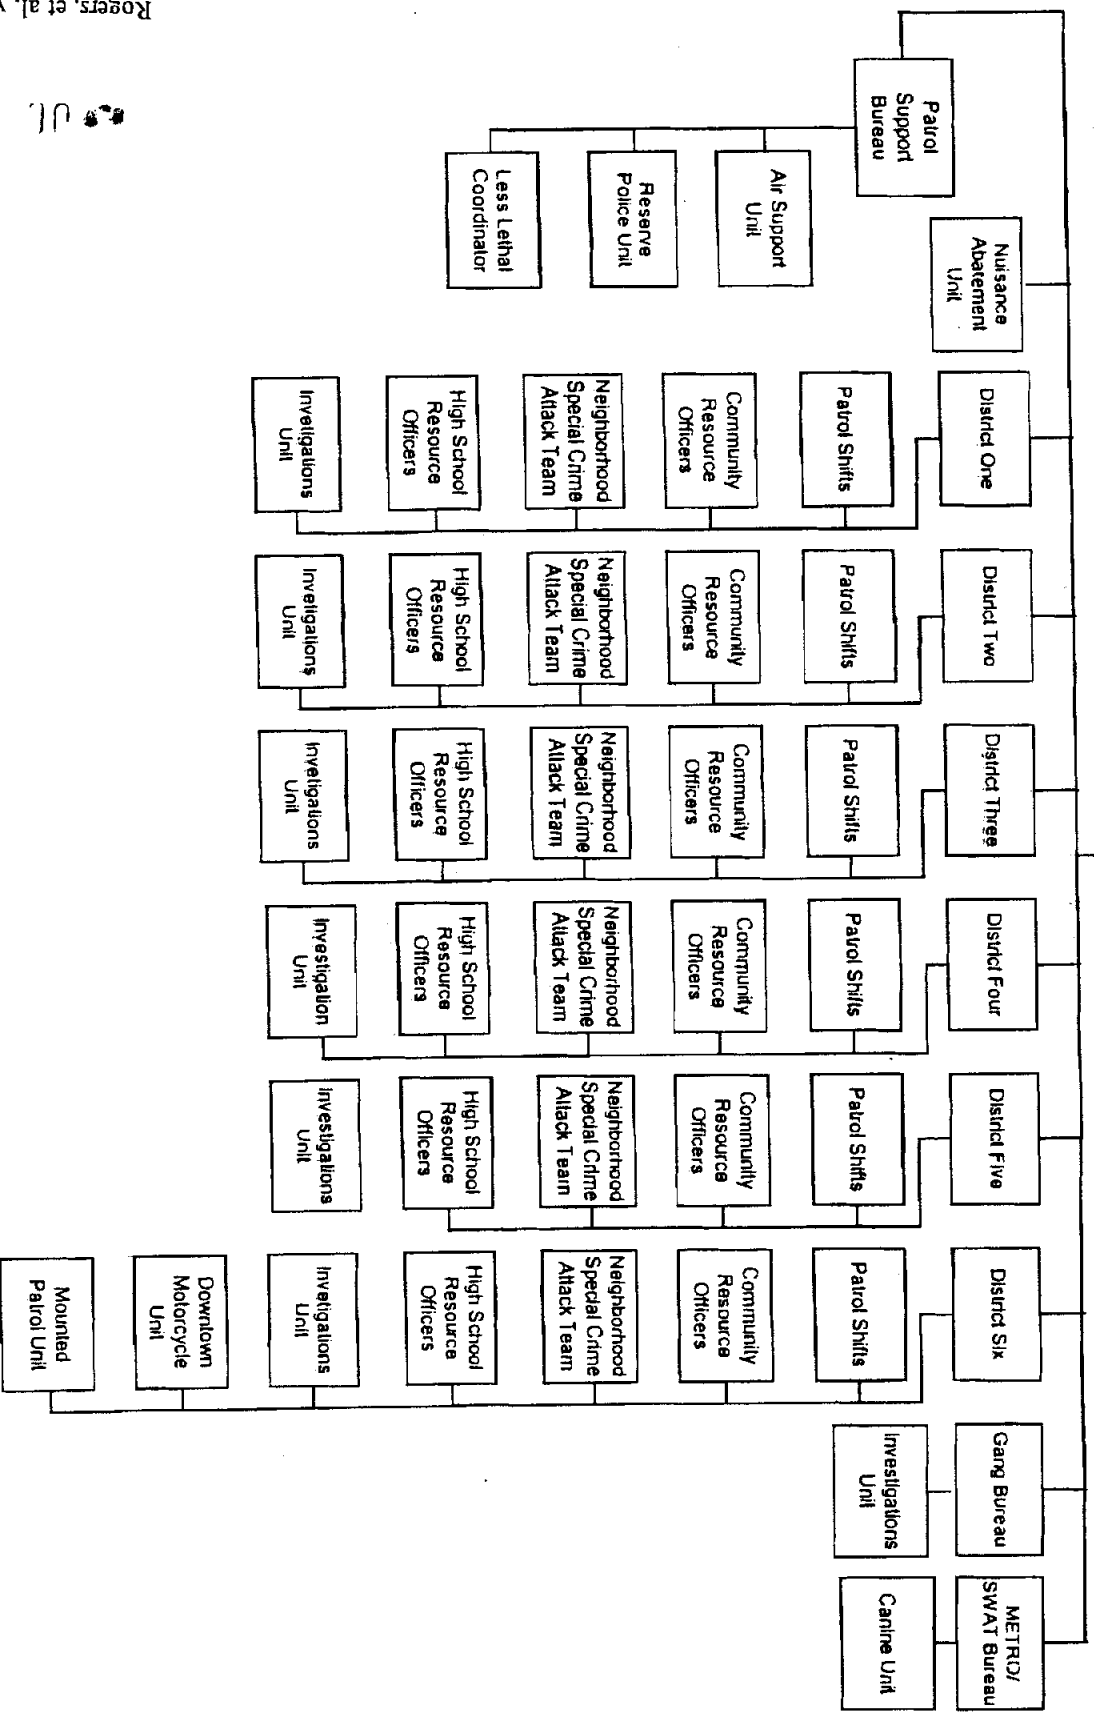 Patrol
Support
Bureau
Air Support
Unit
Reserve
Police Unit
Less Lethal
Coordinator
Nuisance
Abatement
Unit
District One
Patrol Shifts
Community
Resource
Officers
Neighborhood
Special Crime
Attack Team
High School
Resource
Officers
Invetigations
Unit
District Two
Patrol Shifts
Community
Resource
Officers
Neighborhood
Special Crime
Attack Team
High School
Resource
Officers
Invetigations
Unit
District Three
Patrol Shifts
Community
Resource
Officers
Neighborhood
Special Crime
Attack Team
High School
Resource
Officers
Invetigations
Unit
District Four
Patrol Shifts
Community
Resource
Officers
Neighborhood
Special Crime
Attack Team
High School
Resource
Officers
Investigation
Unit
District Five
Patrol Shifts
Community
Resource
Officers
Neighborhood
Special Crime
Attack Team
High School
Resource
Officers
Investigations
Unit
District Six
Patrol Shifts
Community
Resource
Officers
Neighborhood
Special Crime
Attack Team
High School
Resource
Officers
Invetigations
Unit
Downtown
Motorcycle
Unit
Mounted
Patrol Unit
Gang Bureau
Investigations
Unit
METRO/
SWAT Bureau
Canine Unit
Rogers, et al. v